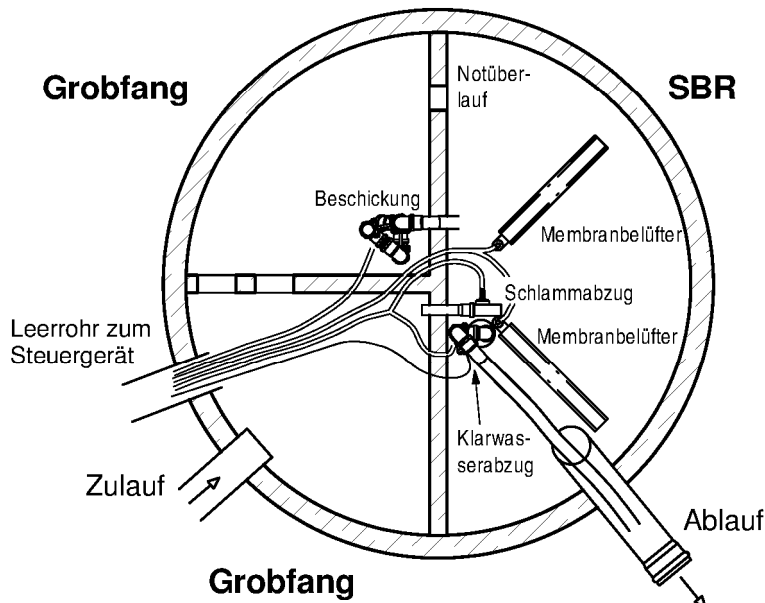 Grobfang
Notüber-
lauf
SBR
Beschickung
Membranbelüfter
Schlammabzug
Leerrohr zum
Steuergerät
Membranbelüfter
Klarwas-
serabzug
Zulauf
Ablauf
Grobfang